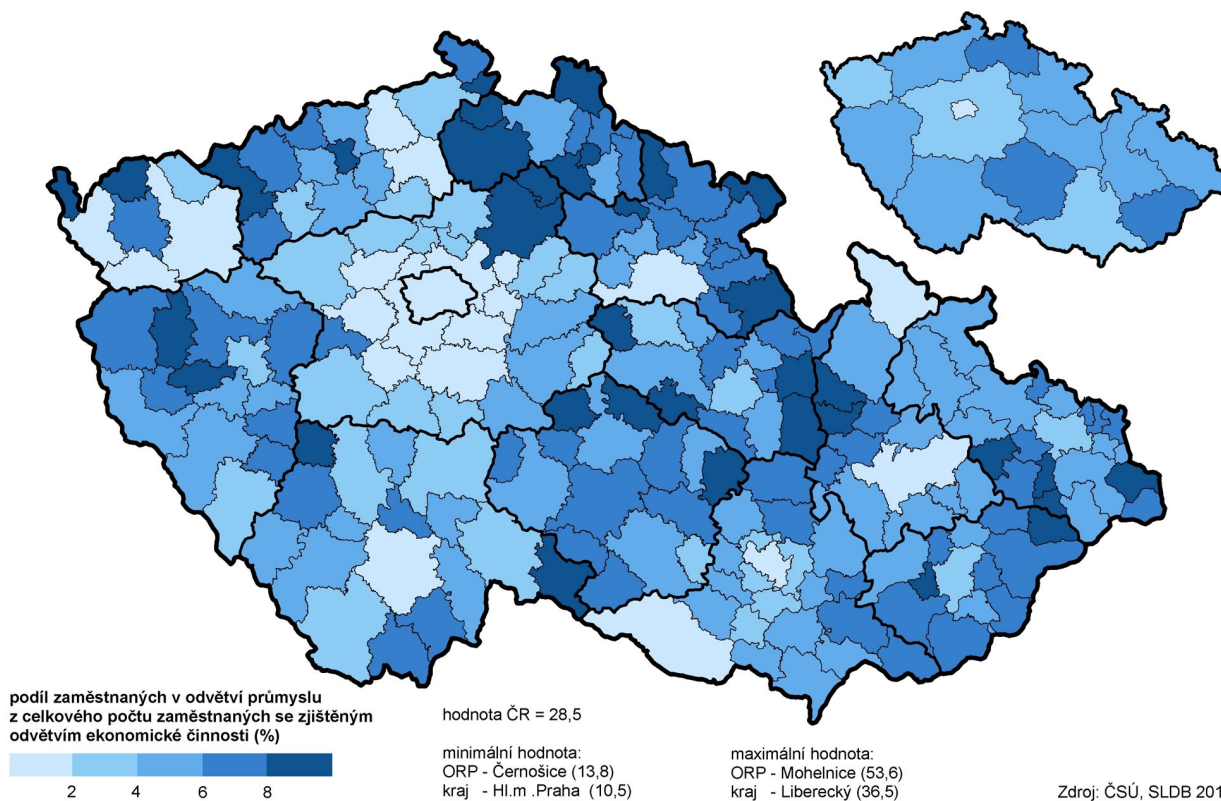 podíl zaměstnaných v odvětví průmyslu
z celkového počtu zaměstnaných se zjištěným
odvětvím ekonomické činnosti (%)
2 4 6 8
hodnota ČR = 28,5
minimální hodnota:
ORP - Černošice (13,8)
kraj - Hl.m .Praha (10,5)
maximální hodnota:
ORP - Mohelnice (53,6)
kraj - Liberecký (36,5)
Zdroj: ČSÚ, SLDB 201